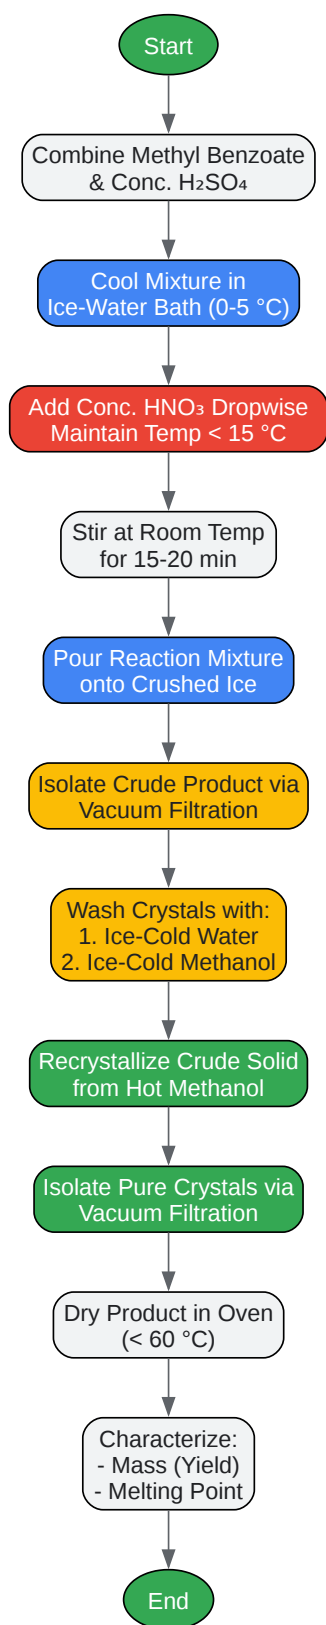 Start
Combine Methyl Benzoate
& Conc. H₂SO₄
Cool Mixture in
Ice-Water Bath (0-5 °C)
Add Conc. HNO₃ Dropwise
Maintain Temp < 15 °C
Stir at Room Temp
for 15-20 min
Pour Reaction Mixture
onto Crushed Ice
Isolate Crude Product via
Vacuum Filtration
Wash Crystals with:
1. Ice-Cold Water
2. Ice-Cold Methanol
Recrystallize Crude Solid
from Hot Methanol
Isolate Pure Crystals via
Vacuum Filtration
Dry Product in Oven
(< 60 °C)
Characterize:
- Mass (Yield)
- Melting Point
End